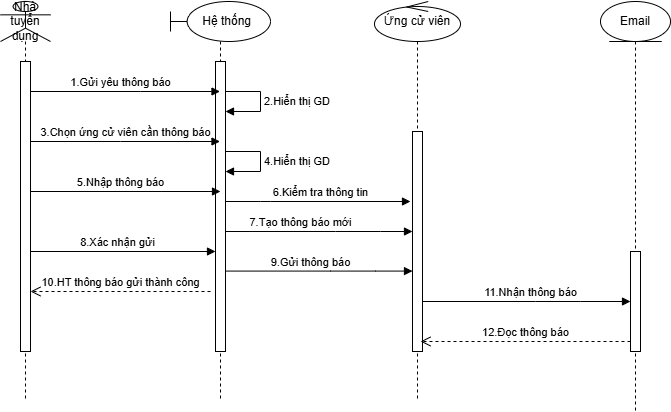 Nhà
tuyển
dụng
Hệ thống
Ứng cử viên
Email
1.Gửi yêu thông báo
2.Hiển thị GD
3.Chọn ứng cử viên cần thông báo
4.Hiển thị GD
5.Nhập thông báo
6.Kiểm tra thông tin
7.Tạo thông báo mới
8.Xác nhận gửi
9.Gửi thông báo
10.HT thông báo gửi thành công
11.Nhận thông báo
12.Đọc thông báo